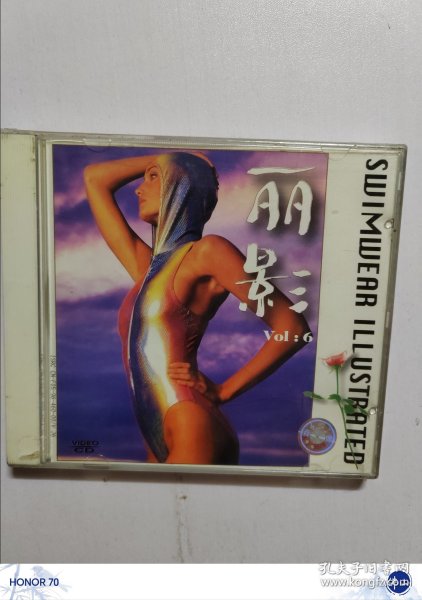 丽
影
Vol : 6
SWIMWEAR ILLUSTRATED
VIDEO
CD
HONOR 70
孔夫子旧书网
www.kongfz.com